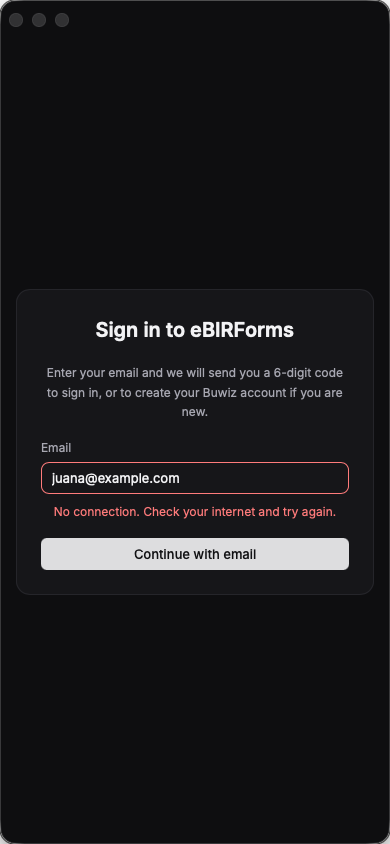 Sign in to eBIRForms
Enter your email and we will send you a 6-digit code
to sign in, or to create your Buwiz account if you are
new.
Email
juana@example.com
No connection. Check your internet and try again.
Continue with email